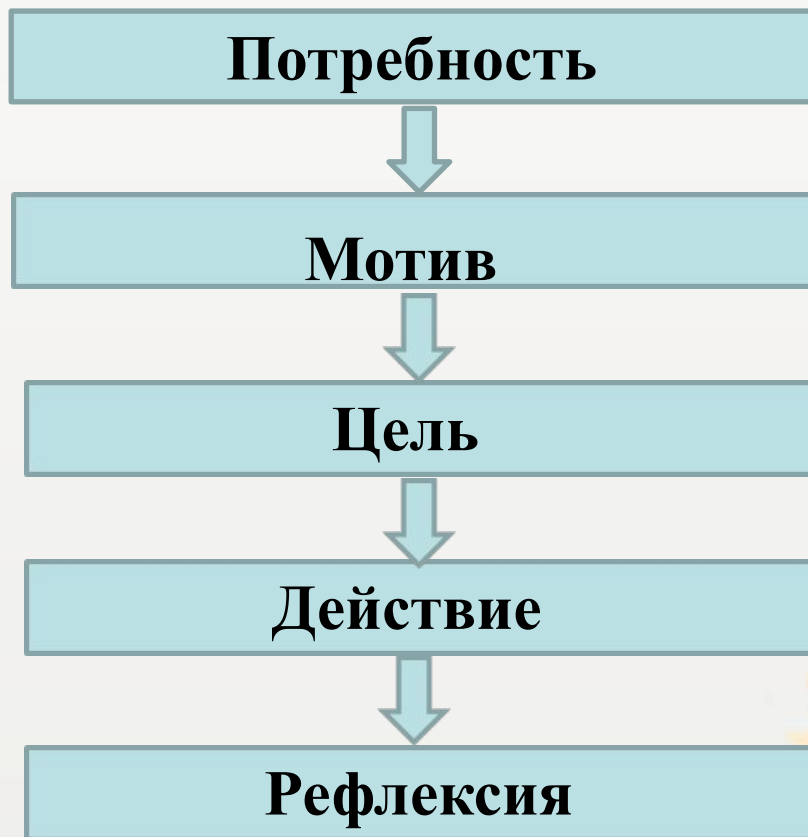 Потребность
Мотив
Цель
Действие
Рефлексия